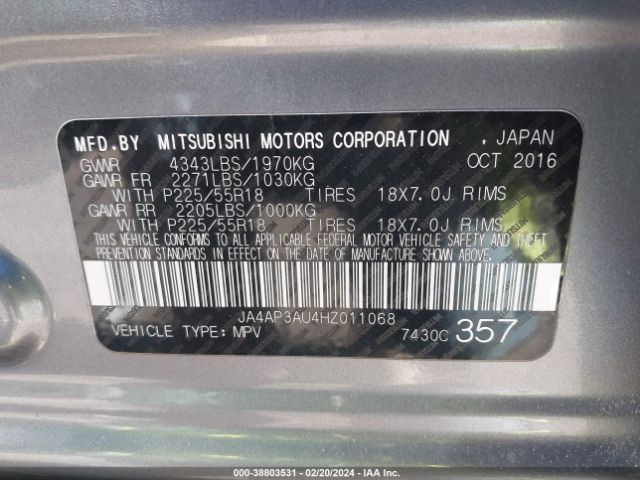 MFD.BY MITSUBISHI MOTORS CORPORATION , JAPAN
GVWR 4343LBS/1970KG OCT 2016
GAWR FR 2271LBS/1030KG
WITH P225/55R18 TIRES 18X7.0J RIMS
GAWR RR 2205LBS/1000KG
WITH P225/55R18 TIRES 18X7.0J RIMS
THIS VEHICLE CONFORMS TO ALL APPLICABLE FEDERAL MOTOR VEHICLE SAFETY AND THEFT
PREVENTION STANDARDS IN EFFECT ON THE DATE OF MANUFACTURE SHOWN ABOVE.
JA4AP3AU4HZ011068
VEHICLE TYPE: MPV 7430C 357
000-38803531 - 02/20/2024 - IAA Inc.